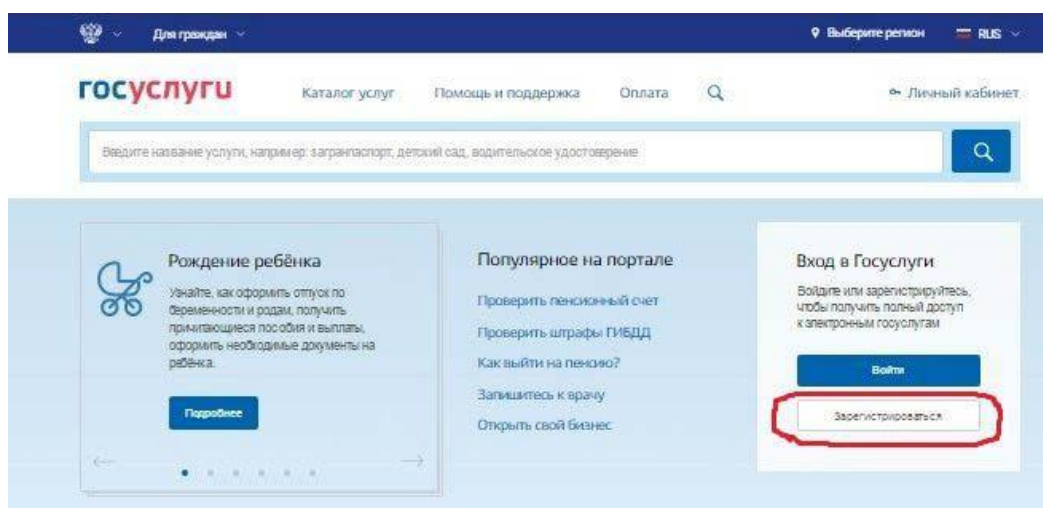 Для граждан
Выберите регион
RUS
госуслуги
Каталог услуг
Помощь и поддержка
Оплата
Личный кабинет
Введите название услуги, например: загранпаспорт, детский сад, водительское удостоверение
Рождение ребёнка
Узнайте, как оформить отпуск по
беременности и родам, получить
причитающиеся пособия и выплаты,
оформить необходимые документы на
ребёнка.
Подробнее
Популярное на портале
Проверить пенсионный счет
Проверить штрафы ГИБДД
Как выйти на пенсию?
Запишитесь к врачу
Открыть свой бизнес
Вход в Госуслуги
Войдите или зарегистрируйтесь,
чтобы получить полный доступ
к электронным госуслугам
Войти
Зарегистрироваться